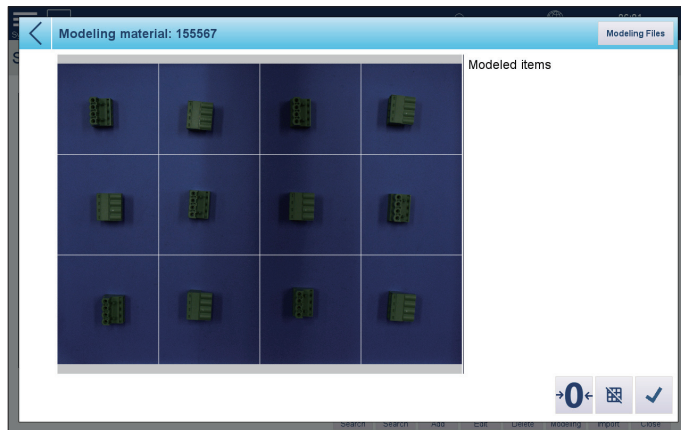 Modeling material: 155567
Modeling Files
Modeled items
→0←
Search Search Add Edit Delete Modeling Import Close